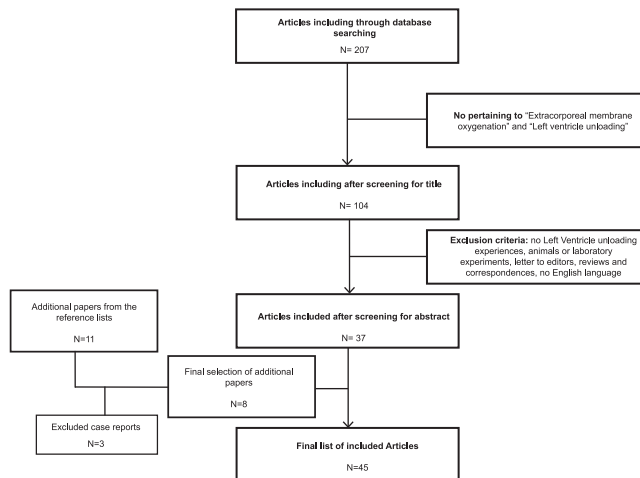 Articles including through database
searching
N= 207
No pertaining to “Extracorporeal membrane
oxygenation” and “Left ventricle unloading”
Articles including after screening for title
N= 104
Exclusion criteria: no Left Ventricle unloading
experiences, animals or laboratory
experiments, letter to editors, reviews and
correspondences, no English language
Additional papers from the
reference lists
N=11
Articles included after screening for abstract
N= 37
Final selection of additional
papers
N=8
Excluded case reports
N=3
Final list of included Articles
N=45